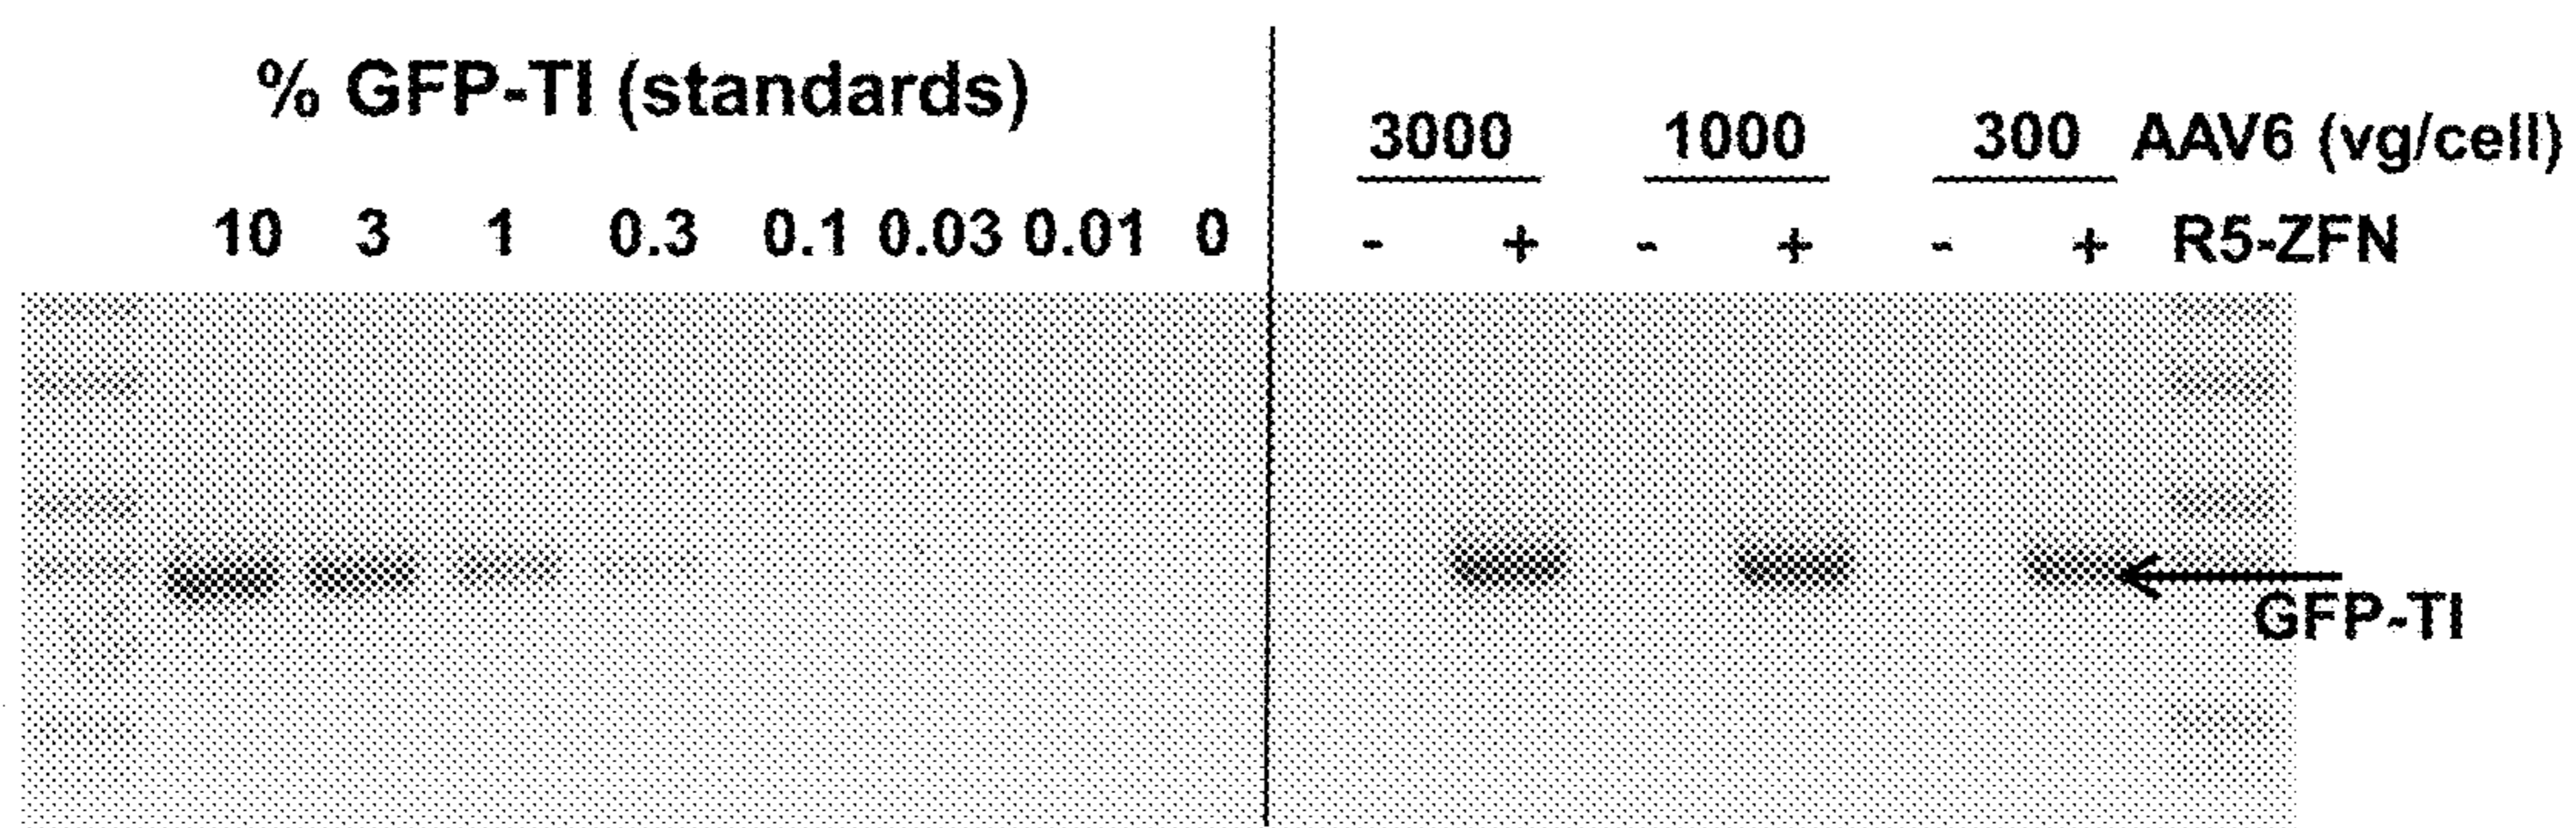 % GFP-TI (standards)
3000 1000 300 AAV6 (vg/cell)
10 3 1 0.3 0.1 0.03 0.01 0
- + - + - + R5-ZFN
GFP-TI